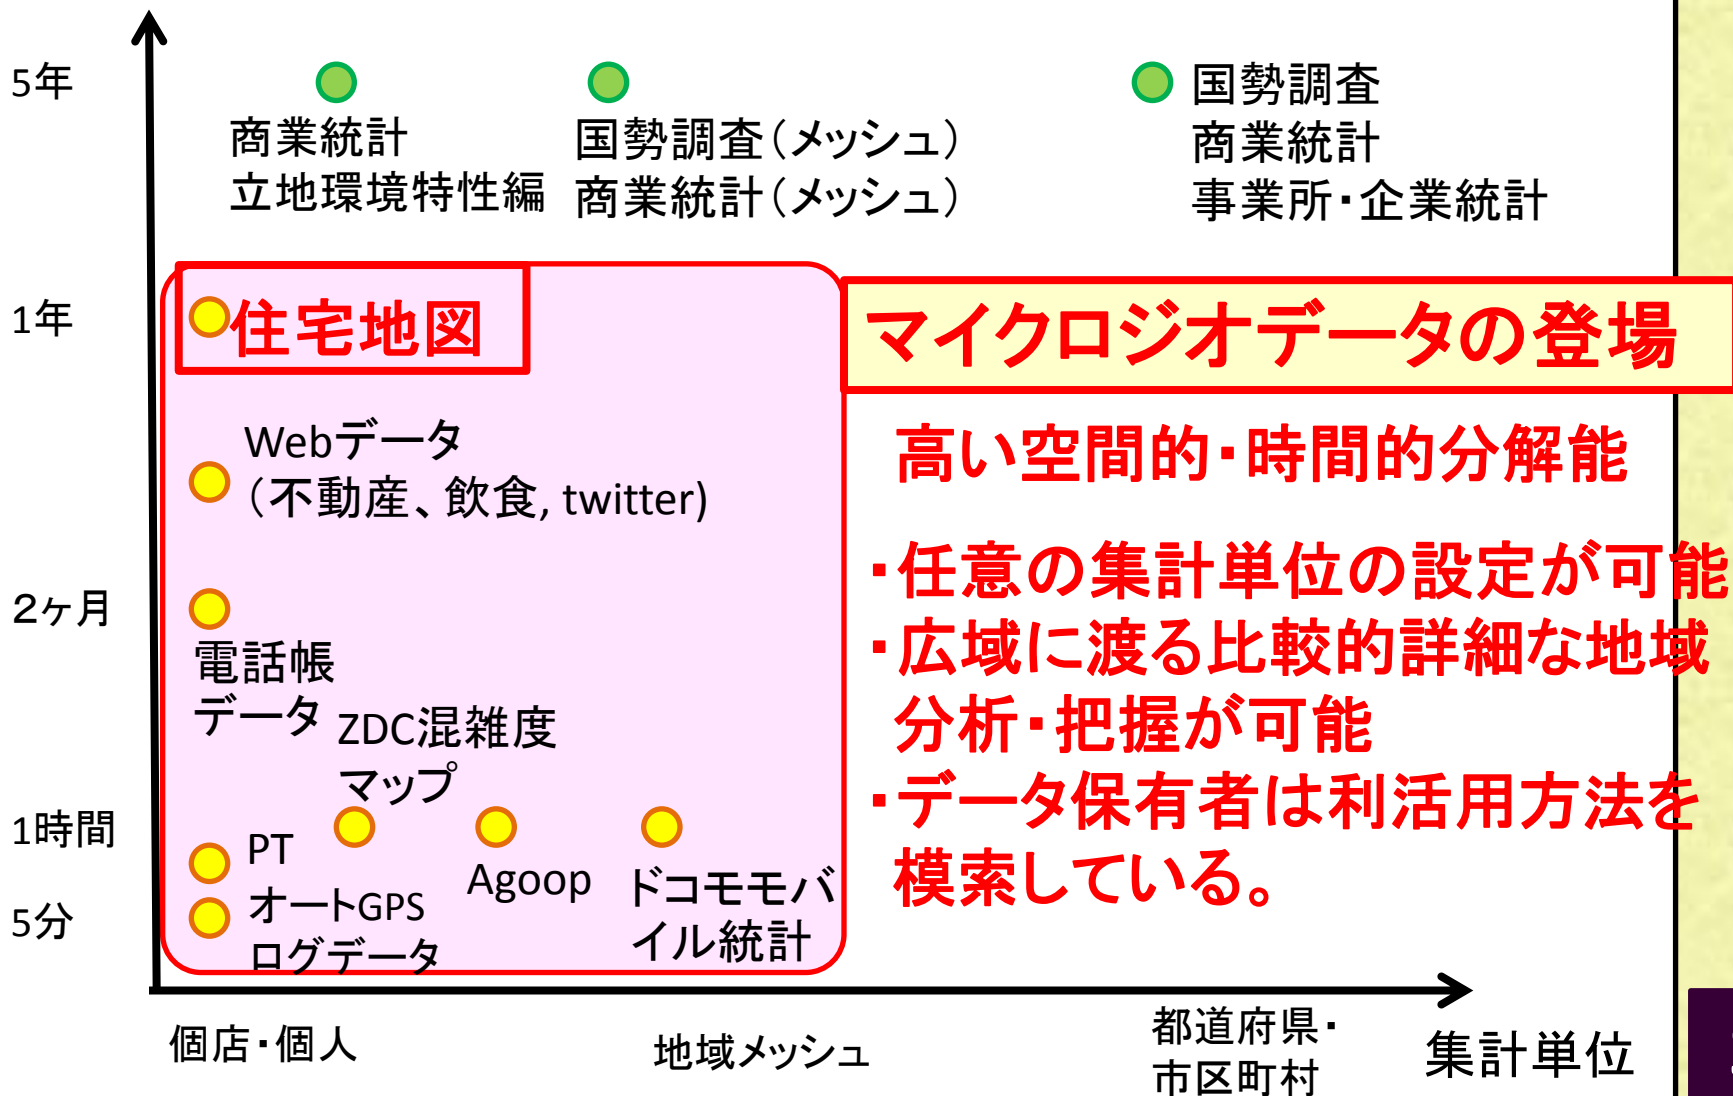 5年
商業統計
立地環境特性編
国勢調査（メッシュ）
商業統計（メッシュ）
国勢調査
商業統計
事業所・企業統計
1年
住宅地図
マイクロジオデータの登場
Webデータ
（不動産、飲食, twitter)
高い空間的・時間的分解能
・任意の集計単位の設定が可能
・広域に渡る比較的詳細な地域
分析・把握が可能
・データ保有者は利活用方法を
模索している。
２ヶ月
電話帳
データ
ZDC混雑度
マップ
1時間
PT
Agoop
ドコモモバ
イル統計
5分
オートGPS
ログデータ
個店・個人
地域メッシュ
都道府県・
市区町村
集計単位